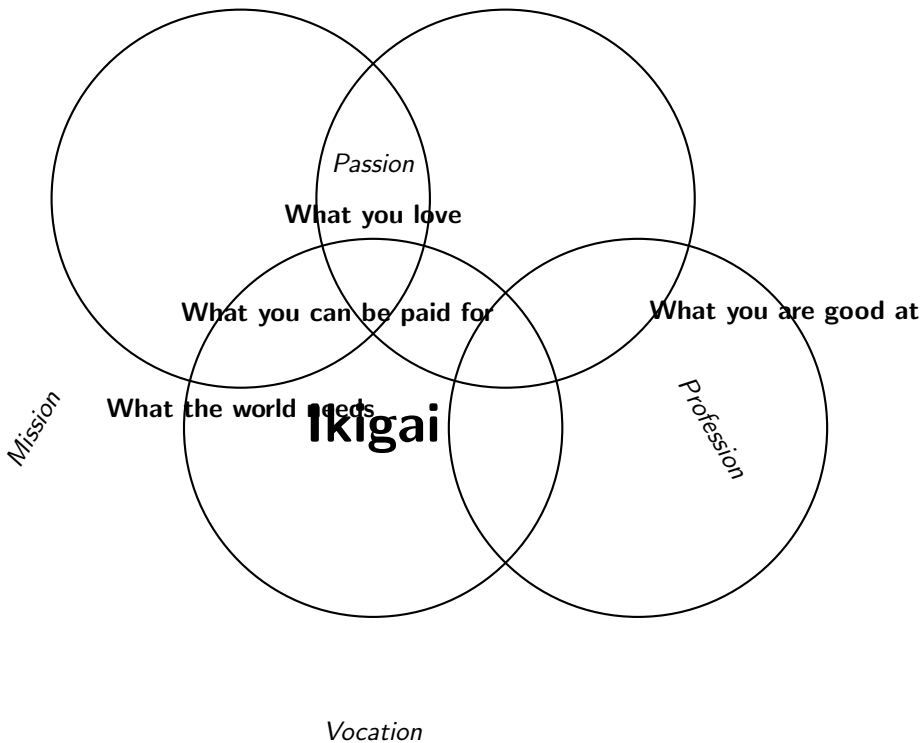 Passion
What you love
What you can be paid for
What you are good at
What the world needs
Ikigai
Mission
Profession
Vocation